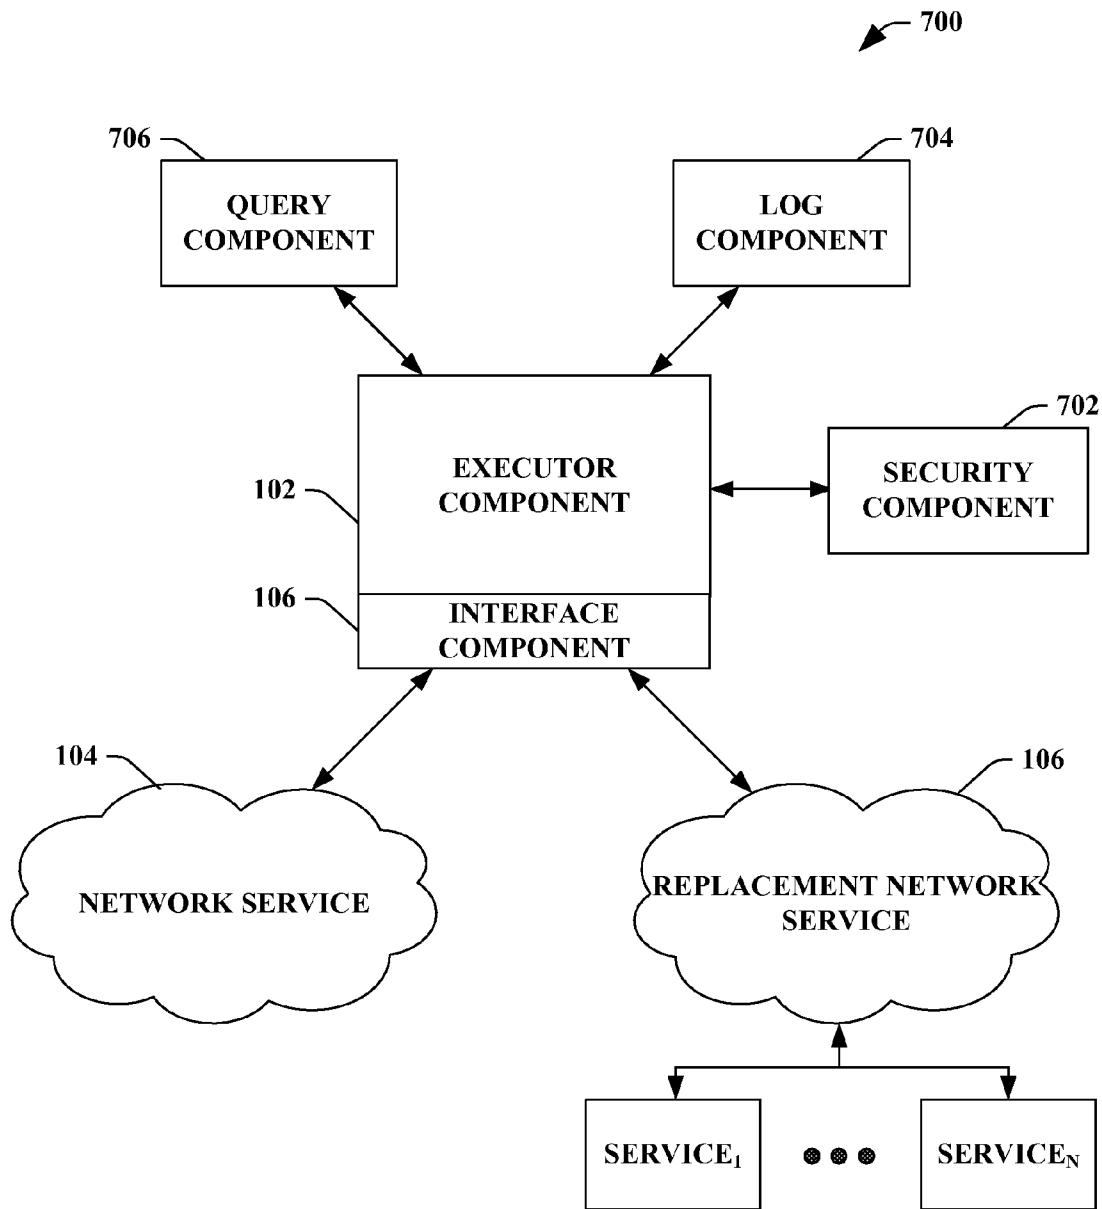 700
706
704
QUERY
COMPONENT
LOG
COMPONENT
702
EXECUTOR
COMPONENT
SECURITY
COMPONENT
102
106
INTERFACE
COMPONENT
104
106
NETWORK SERVICE
REPLACEMENT NETWORK
SERVICE
SERVICE1
SERVICEN